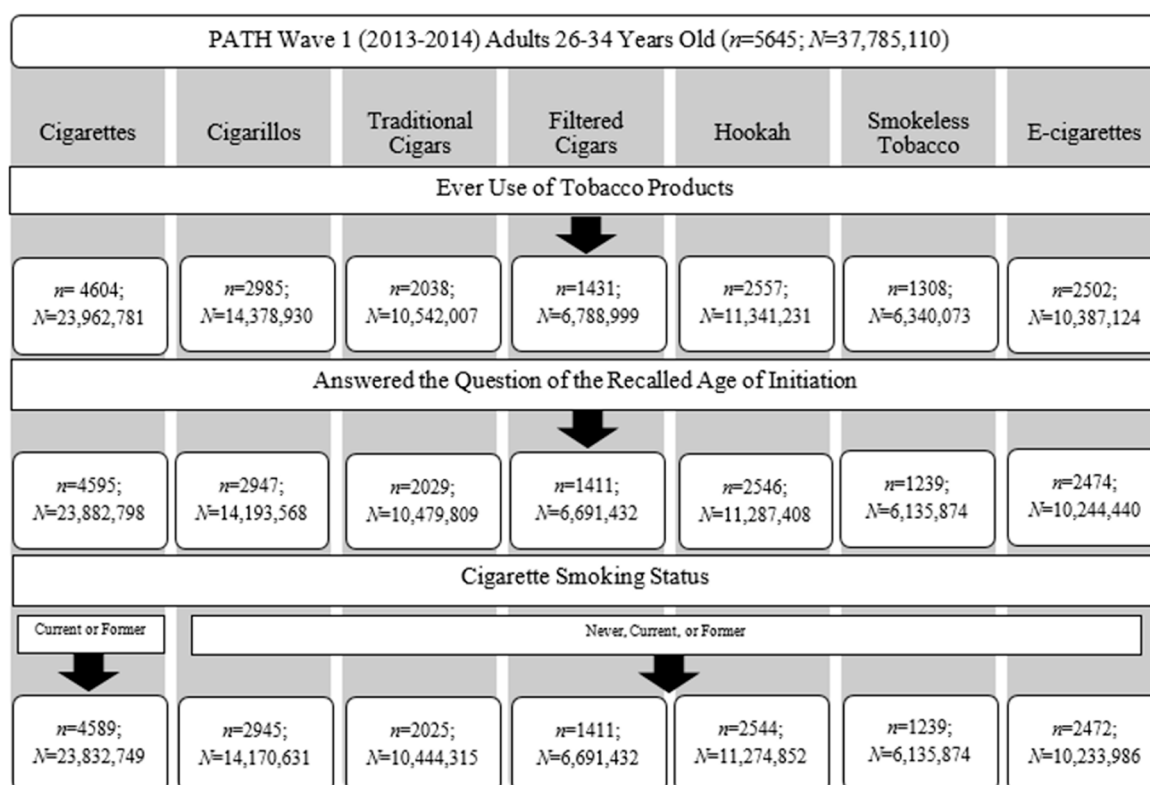 PATH Wave 1 (2013-2014) Adults 26-34 Years Old (n=5645; N=37,785,110)
Cigarettes
Cigarillos
Traditional
Cigars
Filtered
Cigars
Hookah
Smokeless
Tobacco
E-cigarettes
Ever Use of Tobacco Products
n= 4604;
N=23,962,781
n=2985;
N=14,378,930
n=2038;
N=10,542,007
n=1431;
N=6,788,999
n=2557;
N=11,341,231
n=1308;
N=6,340,073
n=2502;
N=10,387,124
Answered the Question of the Recalled Age of Initiation
n=4595;
N=23,882,798
n=2947;
N=14,193,568
n=2029;
N=10,479,809
n=1411;
N=6,691,432
n=2546;
N=11,287,408
n=1239;
N=6,135,874
n=2474;
N=10,244,440
Cigarette Smoking Status
Current or Former
Never, Current, or Former
n=4589;
N=23,832,749
n=2945;
N=14,170,631
n=2025;
N=10,444,315
n=1411;
N=6,691,432
n=2544;
N=11,274,852
n=1239;
N=6,135,874
n=2472;
N=10,233,986